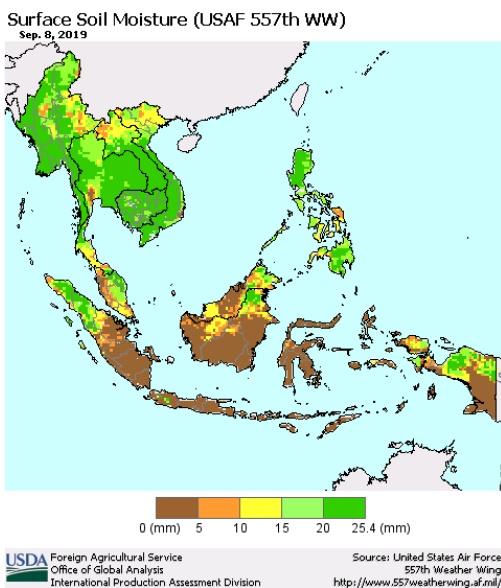 Surface Soil Moisture (USAF 557th WW)
Sep. 8, 2019
0 (mm) 5 10 15 20 25.4 (mm)
USDA Foreign Agricultural Service
Office of Global Analysis
International Production Assessment Division
Source: United States Air Force
557th Weather Wing
http://www.557weatherwing.af.mil/